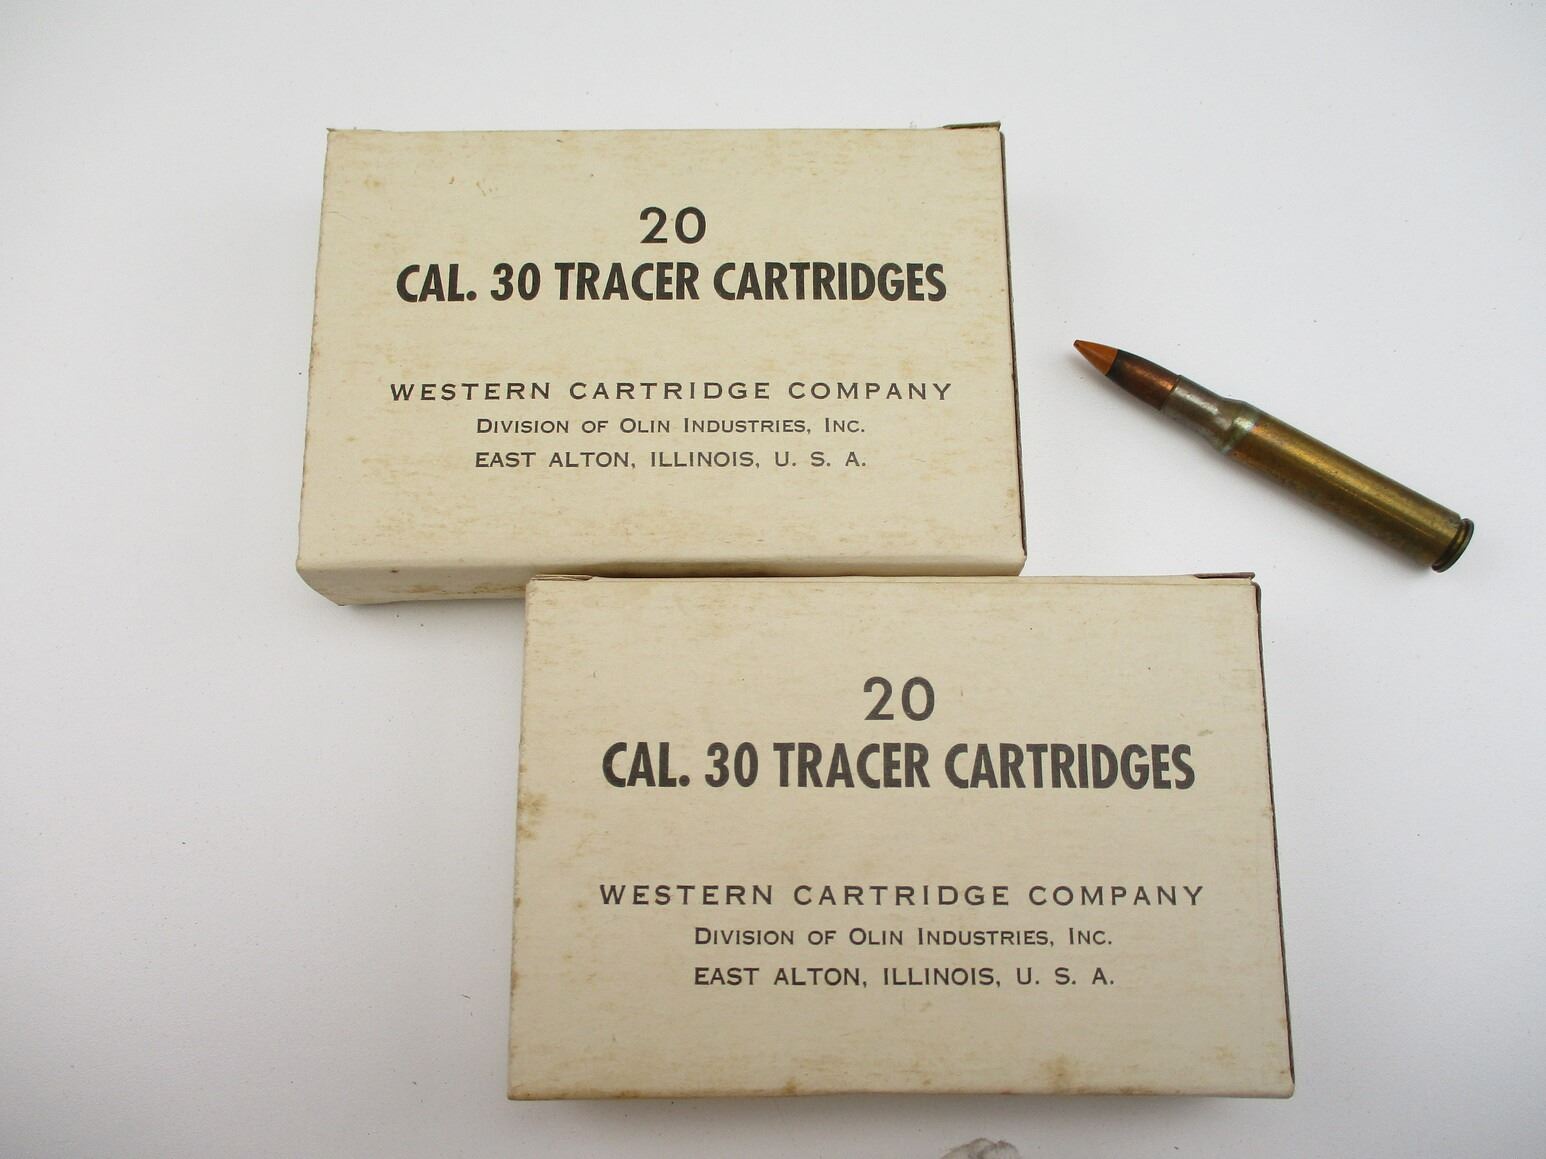 20
CAL. 30 TRACER CARTRIDGES
WESTERN CARTRIDGE COMPANY
DIVISION OF OLIN INDUSTRIES, INC.
EAST ALTON, ILLINOIS, U. S. A.
20
CAL. 30 TRACER CARTRIDGES
WESTERN CARTRIDGE COMPANY
DIVISION OF OLIN INDUSTRIES, INC.
EAST ALTON, ILLINOIS, U. S. A.